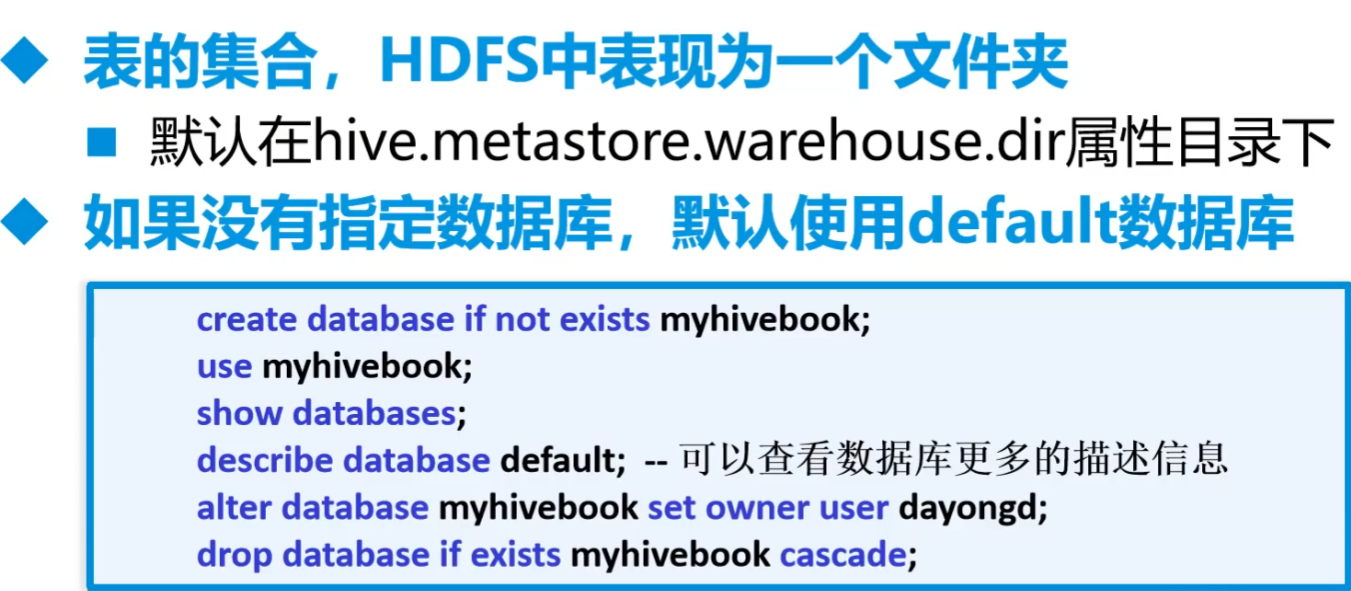 表的集合，HDFS中表现为一个文件夹
默认在hive.metastore.warehouse.dir属性目录下
如果没有指定数据库，默认使用default数据库
create database if not exists myhivebook;
use myhivebook;
show databases;
describe database default; -- 可以查看数据库更多的描述信息
alter database myhivebook set owner user dayongd;
drop database if exists myhivebook cascade;